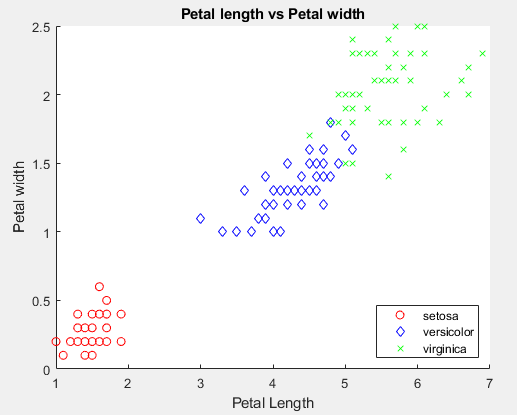 Petal length vs Petal width
2.5
2
1.5
1
0.5
0
Petal width
1 2 3 4 5 6 7
Petal Length
setosa
versicolor
virginica